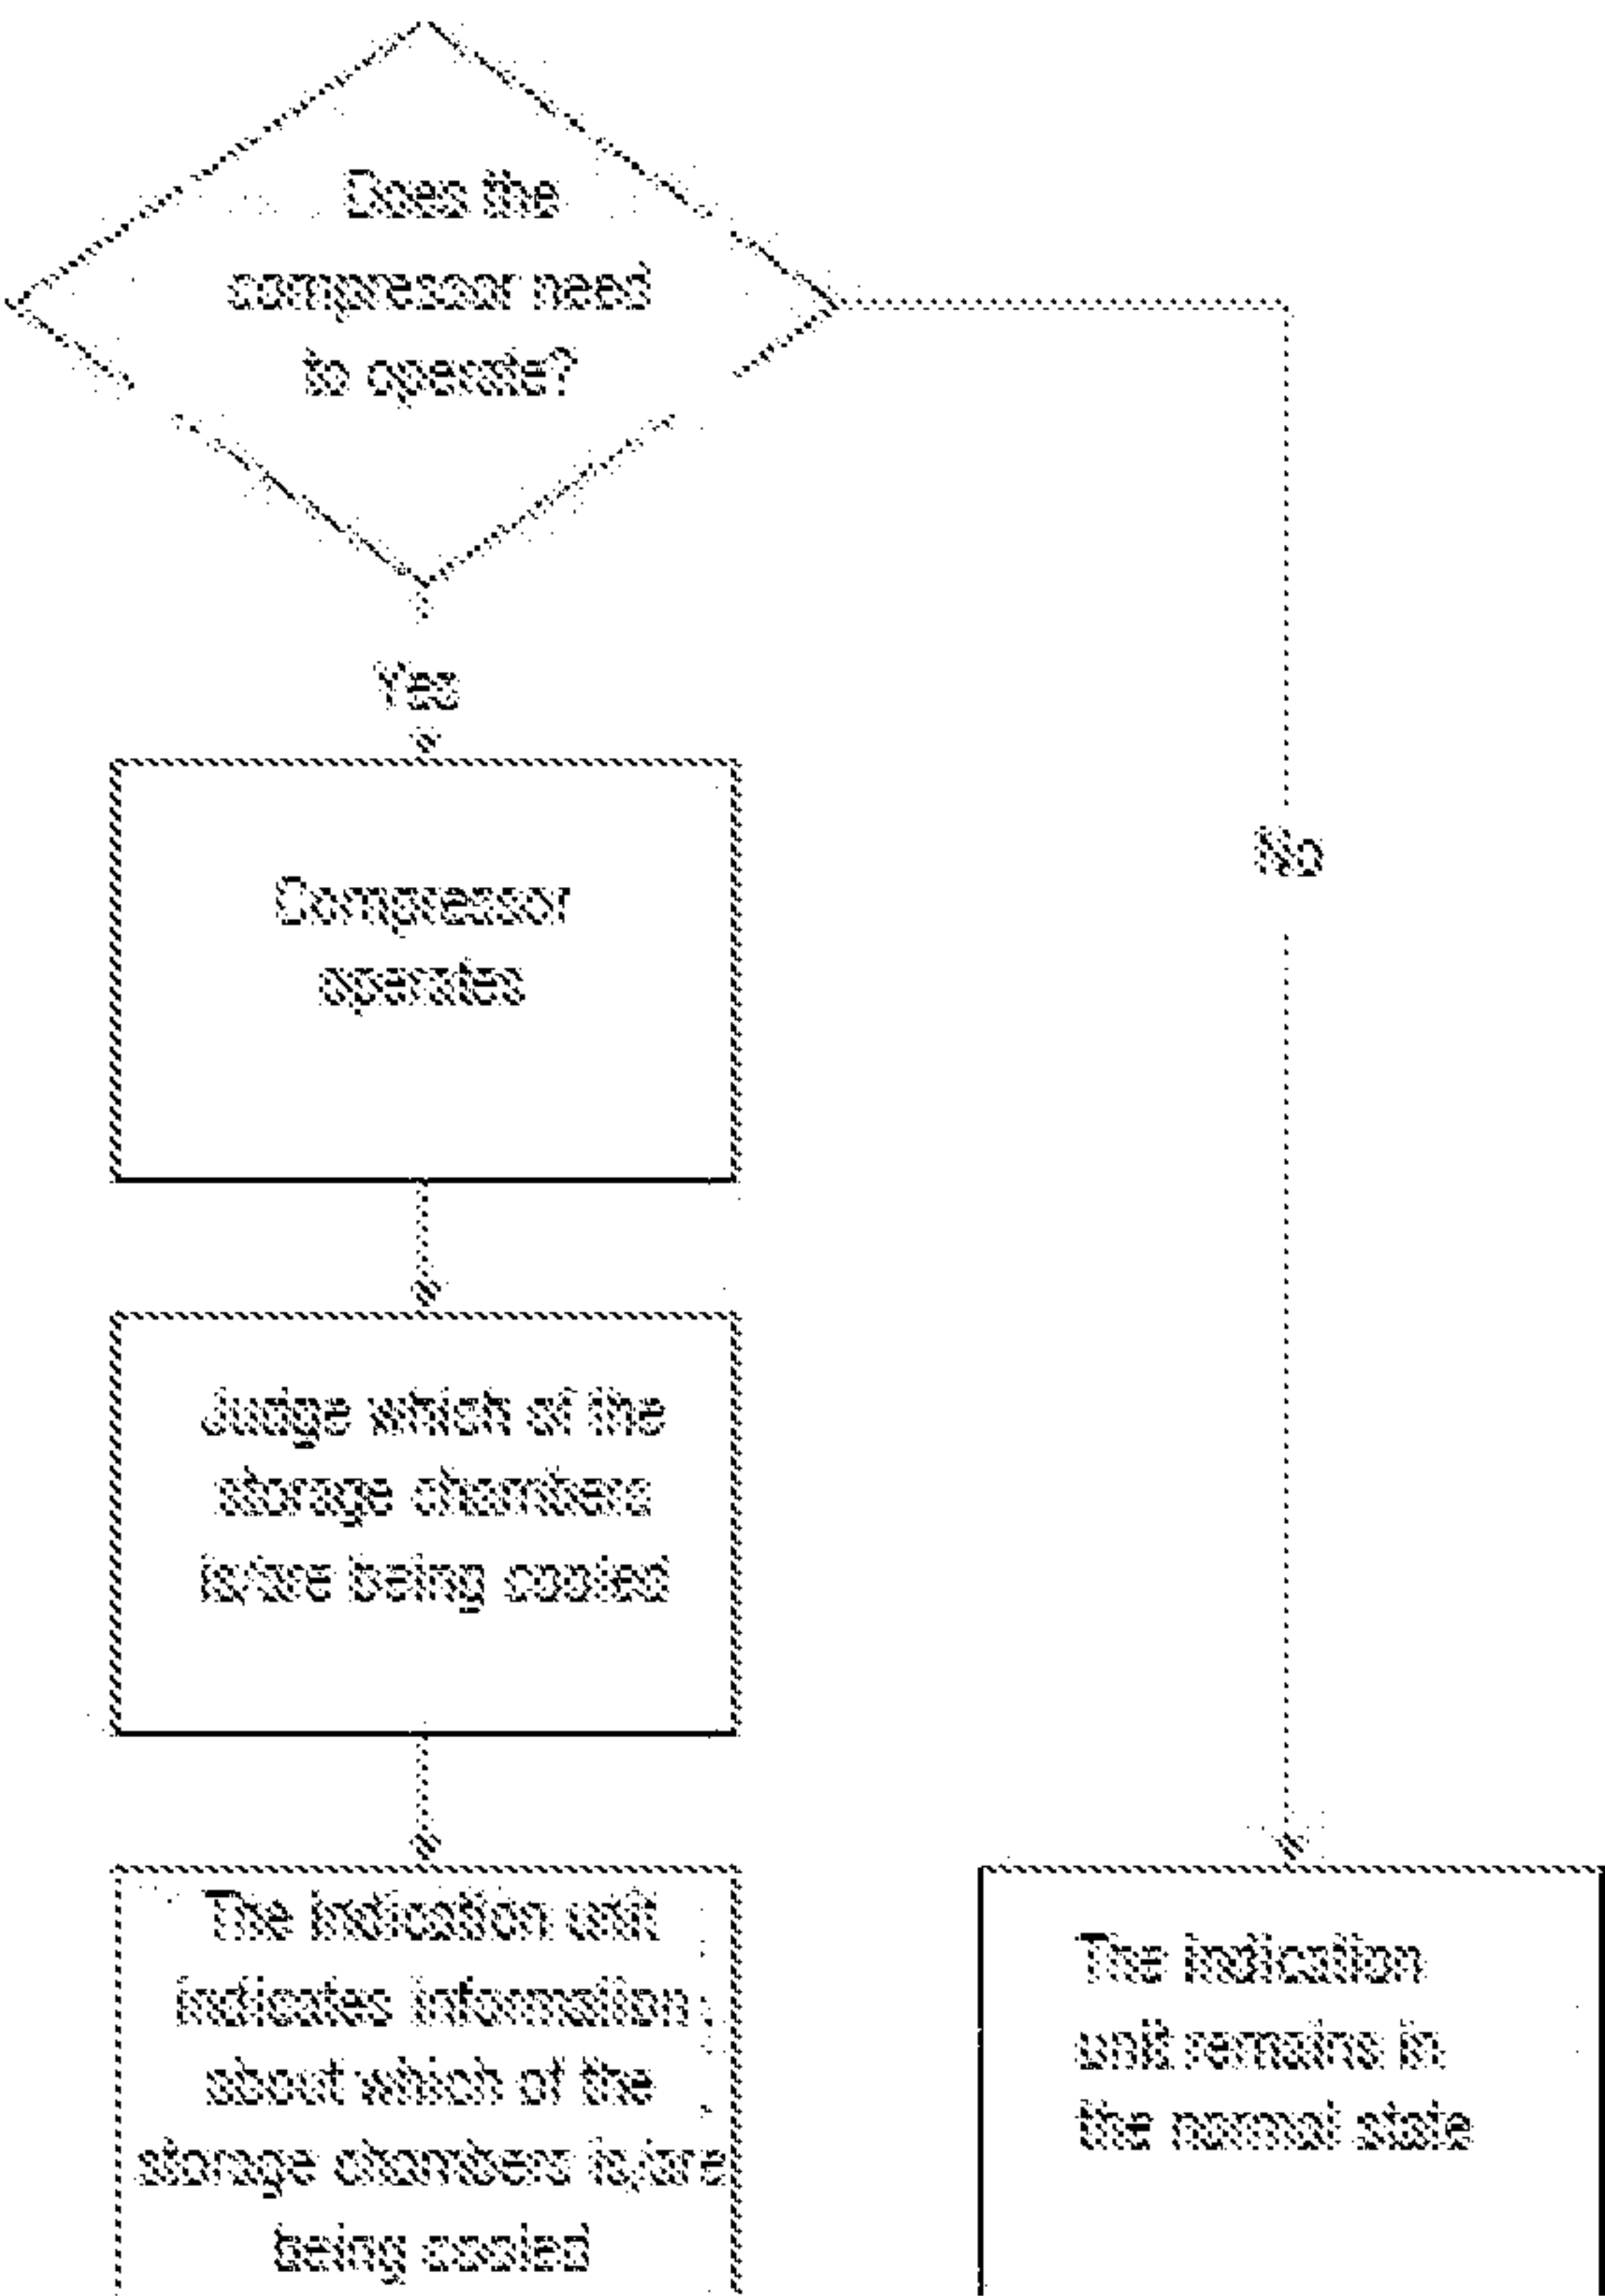 Does the
compressor need
to operate?
Yes
No
Compressor
operates
Judge which of the
storage chambers
is/are being cooled
The indication unit
indicates information
about which of the
storage chambers is/are
being cooled
The indication
unit remains in
the normal state